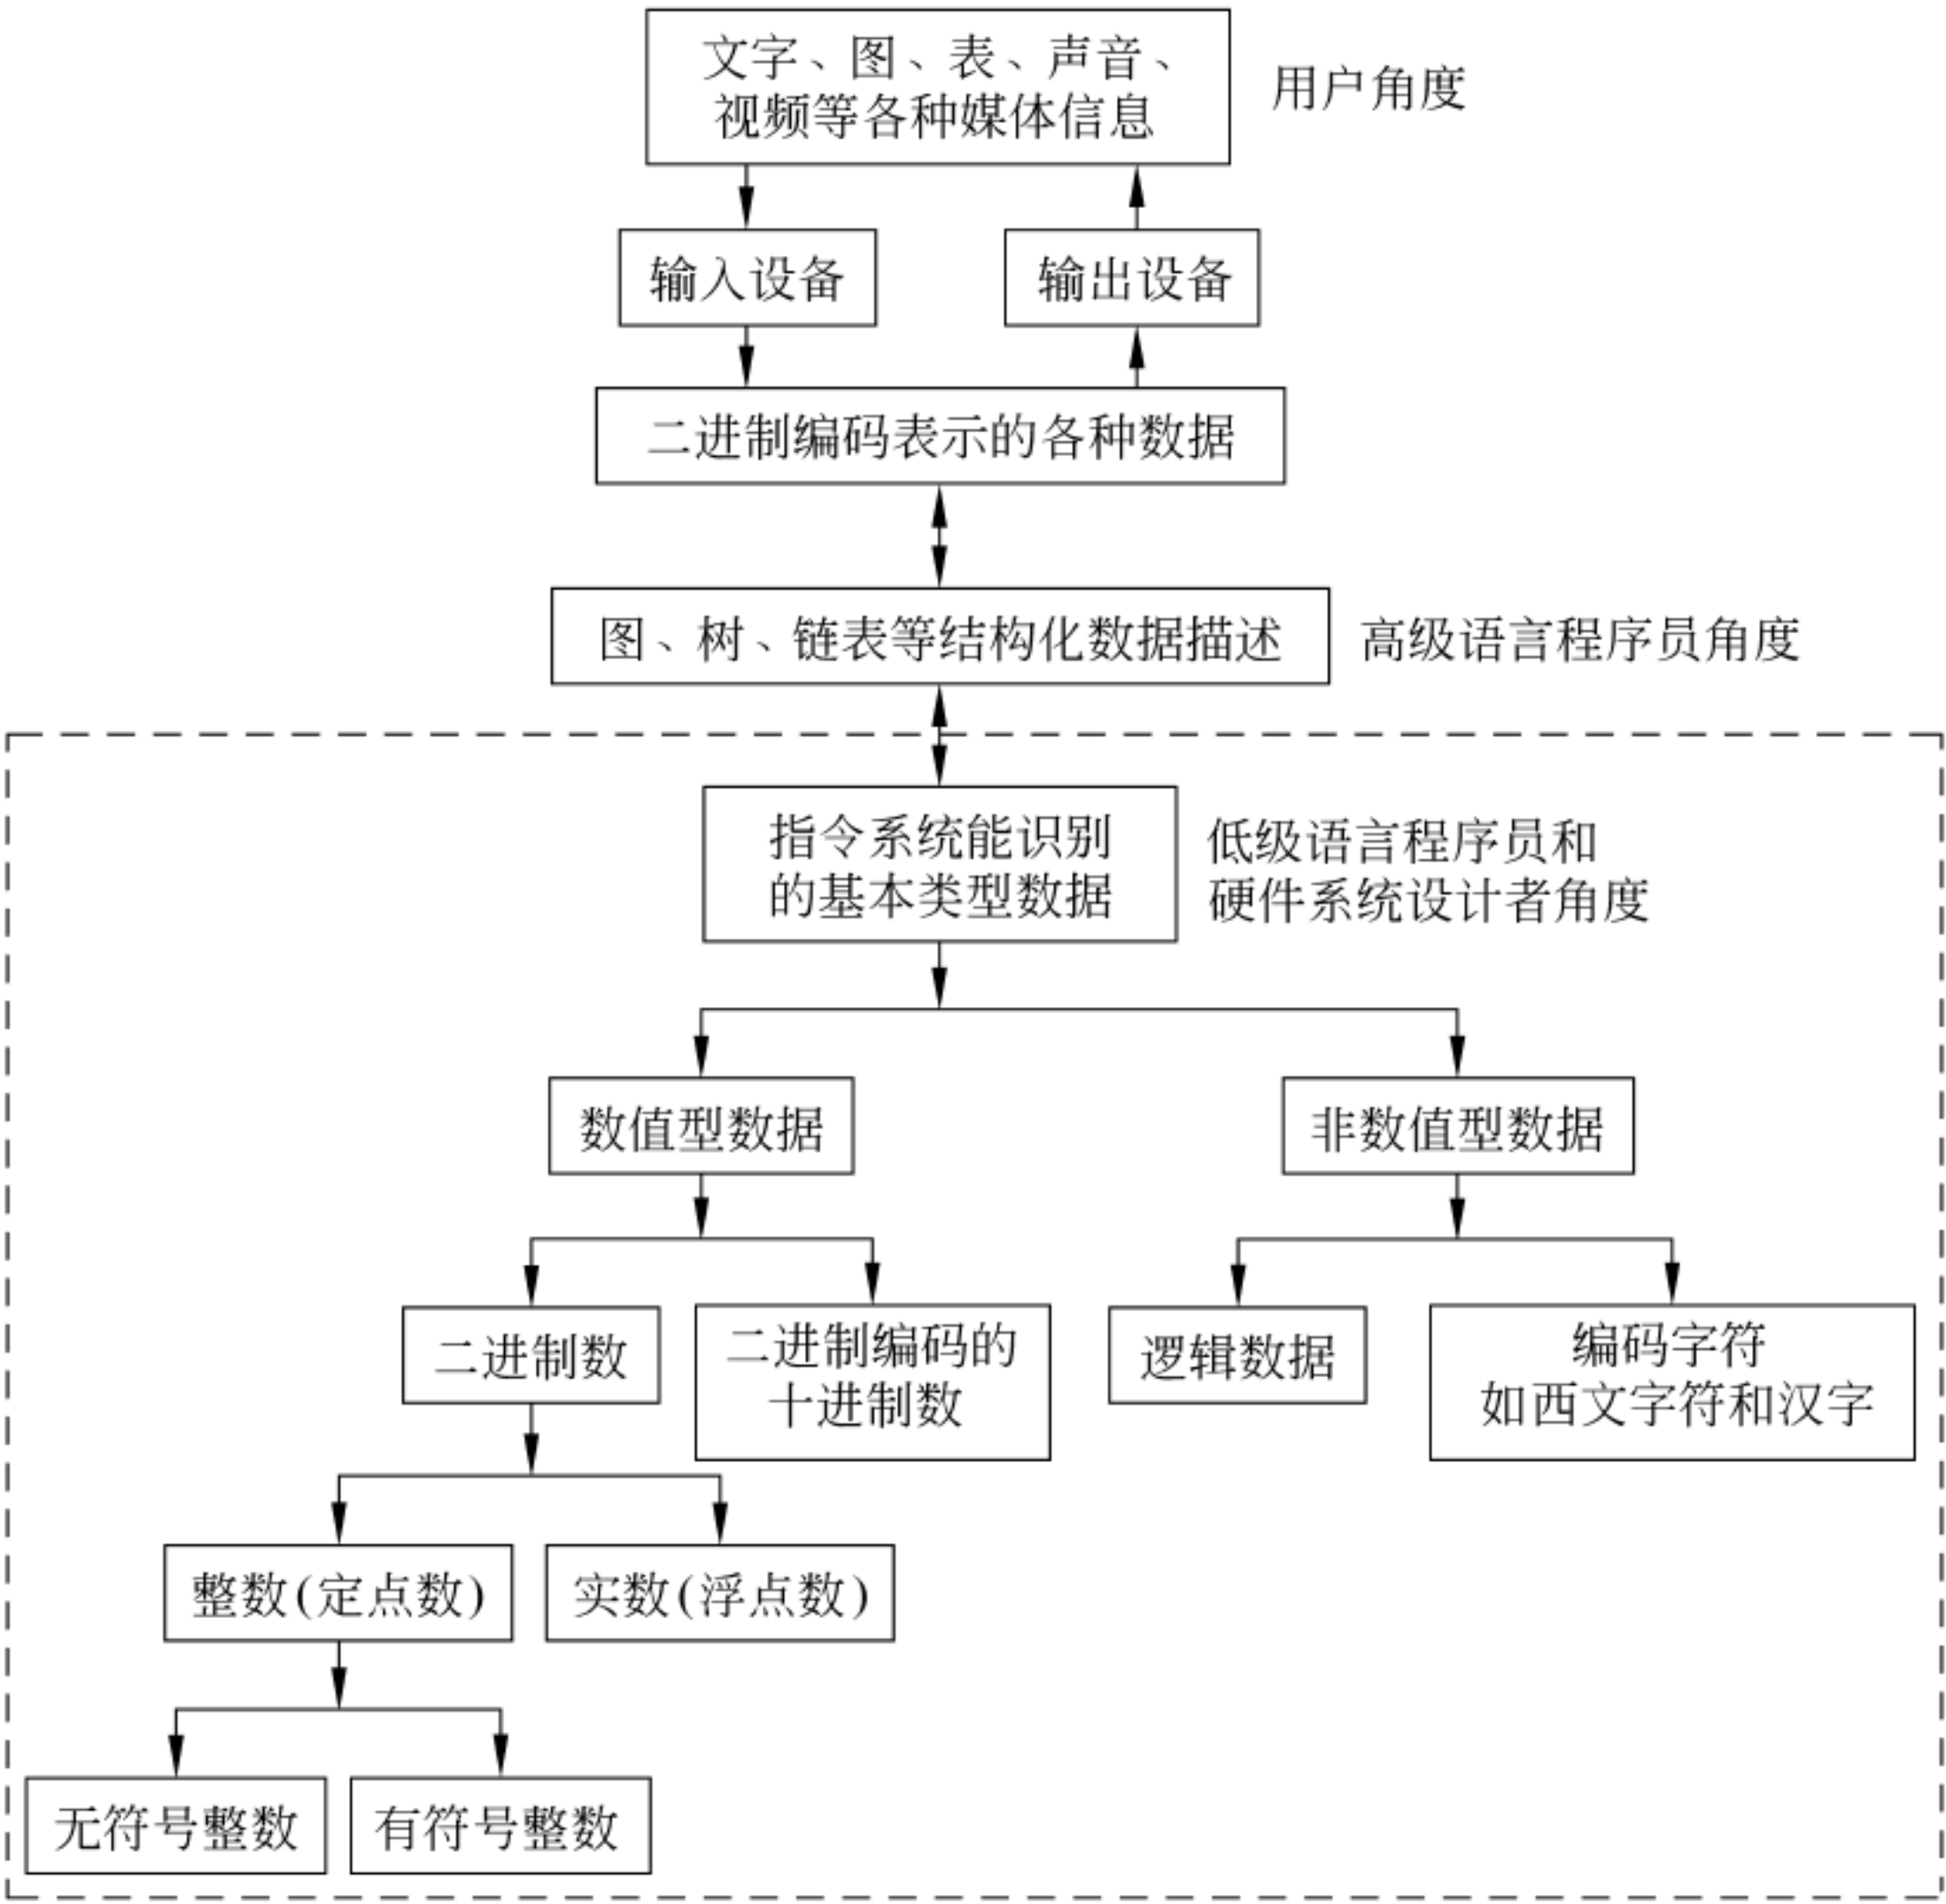 文字、图、表、声音、
视频等各种媒体信息
用户角度
输入设备
输出设备
二进制编码表示的各种数据
图、树、链表等结构化数据描述
高级语言程序员角度
指令系统能识别
的基本类型数据
低级语言程序员和
硬件系统设计者角度
数值型数据
非数值型数据
二进制数
二进制编码的
十进制数
逻辑数据
编码字符
如西文字符和汉字
整数(定点数)
实数(浮点数)
无符号整数
有符号整数